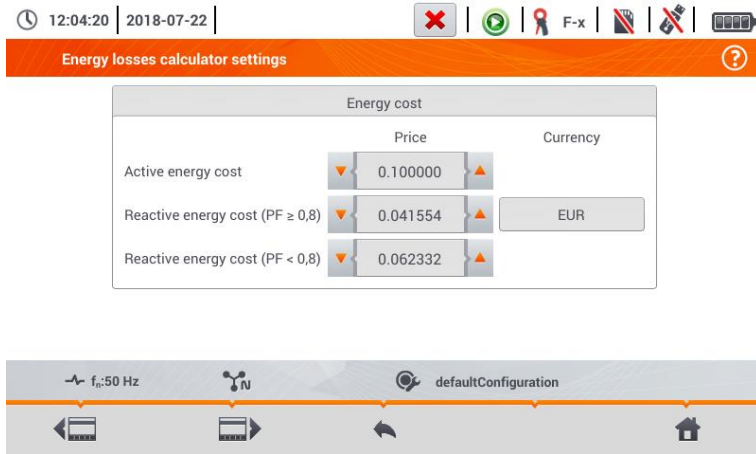 12:04:20 2018-07-22 F-x
Energy losses calculator settings ?
Energy cost
Price Currency
Active energy cost 0.100000
Reactive energy cost (PF ≥ 0,8) 0.041554 EUR
Reactive energy cost (PF < 0,8) 0.062332
fn:50 Hz N defaultConfiguration